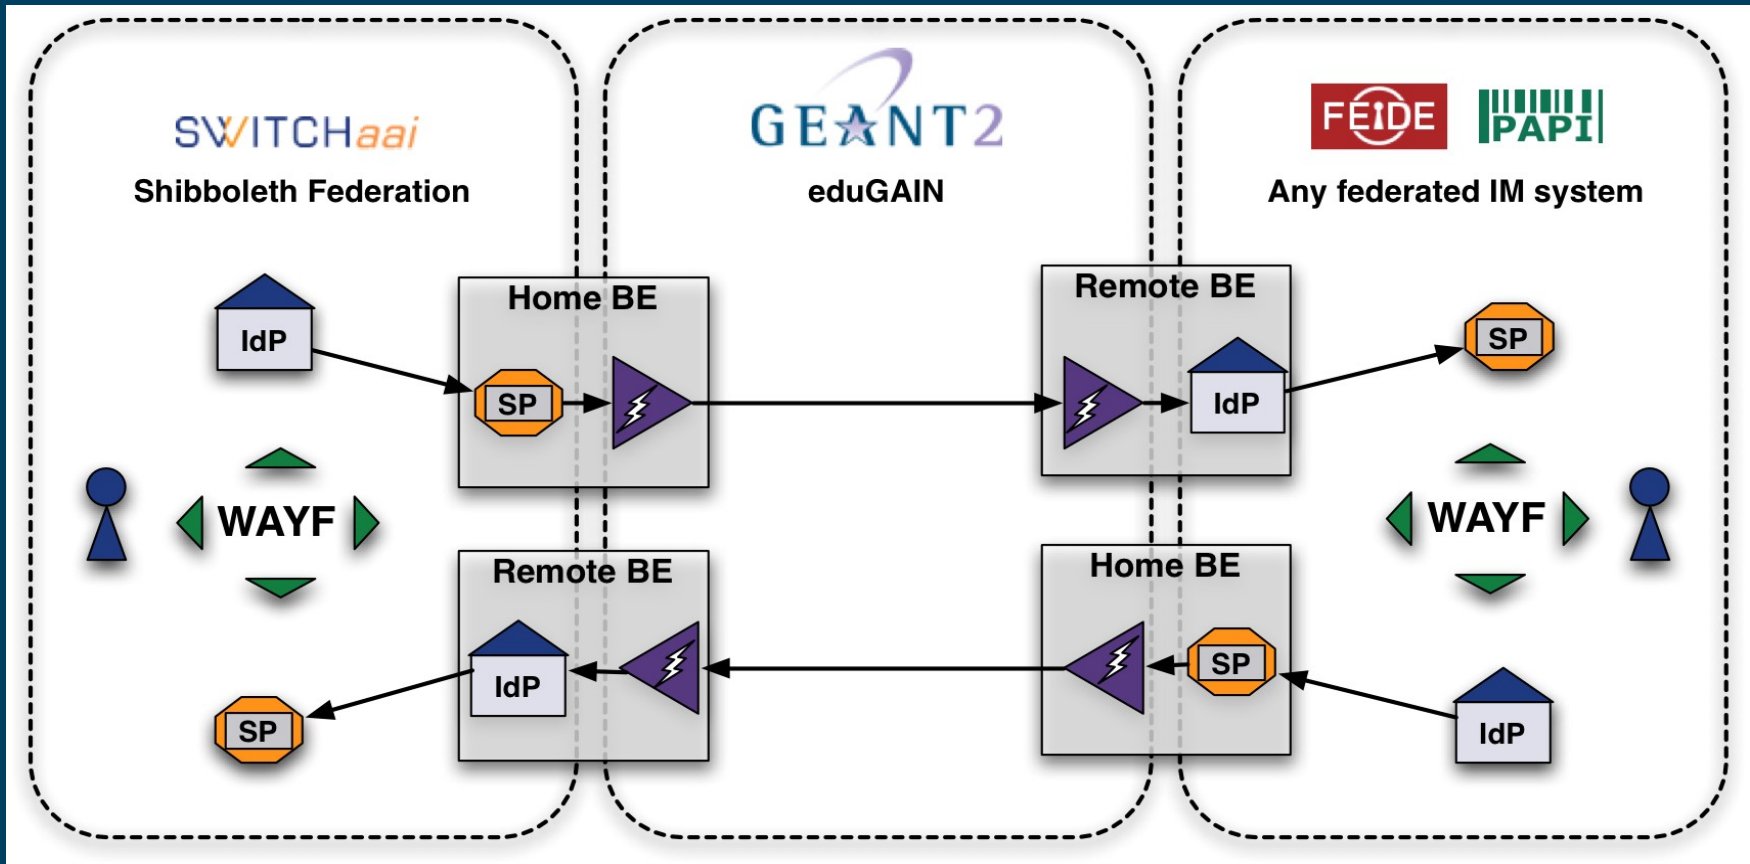 SWITCHaai
Shibboleth Federation
GEANT2
eduGAIN
FEIDE
PAPI
Any federated IM system
Home BE
Remote BE
IdP
SP
IdP
SP
WAYF
WAYF
Remote BE
Home BE
IdP
SP
SP
IdP